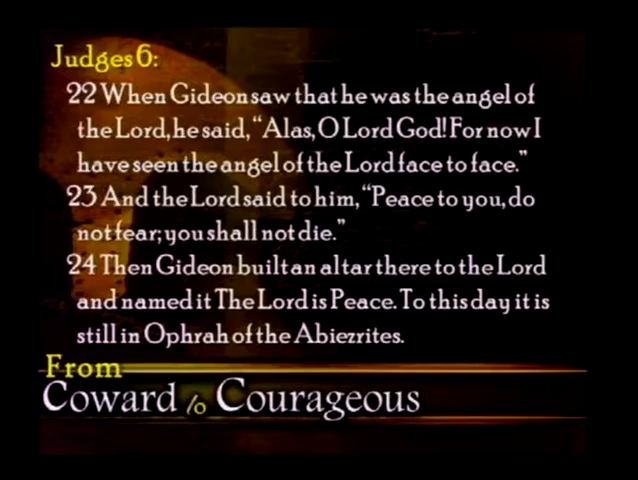 Judges 6:
22 When Gideon saw that he was the angel of
the Lord, he said, “Alas, O Lord God! For now I
have seen the angel of the Lord face to face.”
23 And the Lord said to him, “Peace to you, do
not fear; you shall not die.”
24 Then Gideon built an altar there to the Lord
and named it The Lord is Peace. To this day it is
still in Ophrah of the Abiezrites.
From
Coward to Courageous